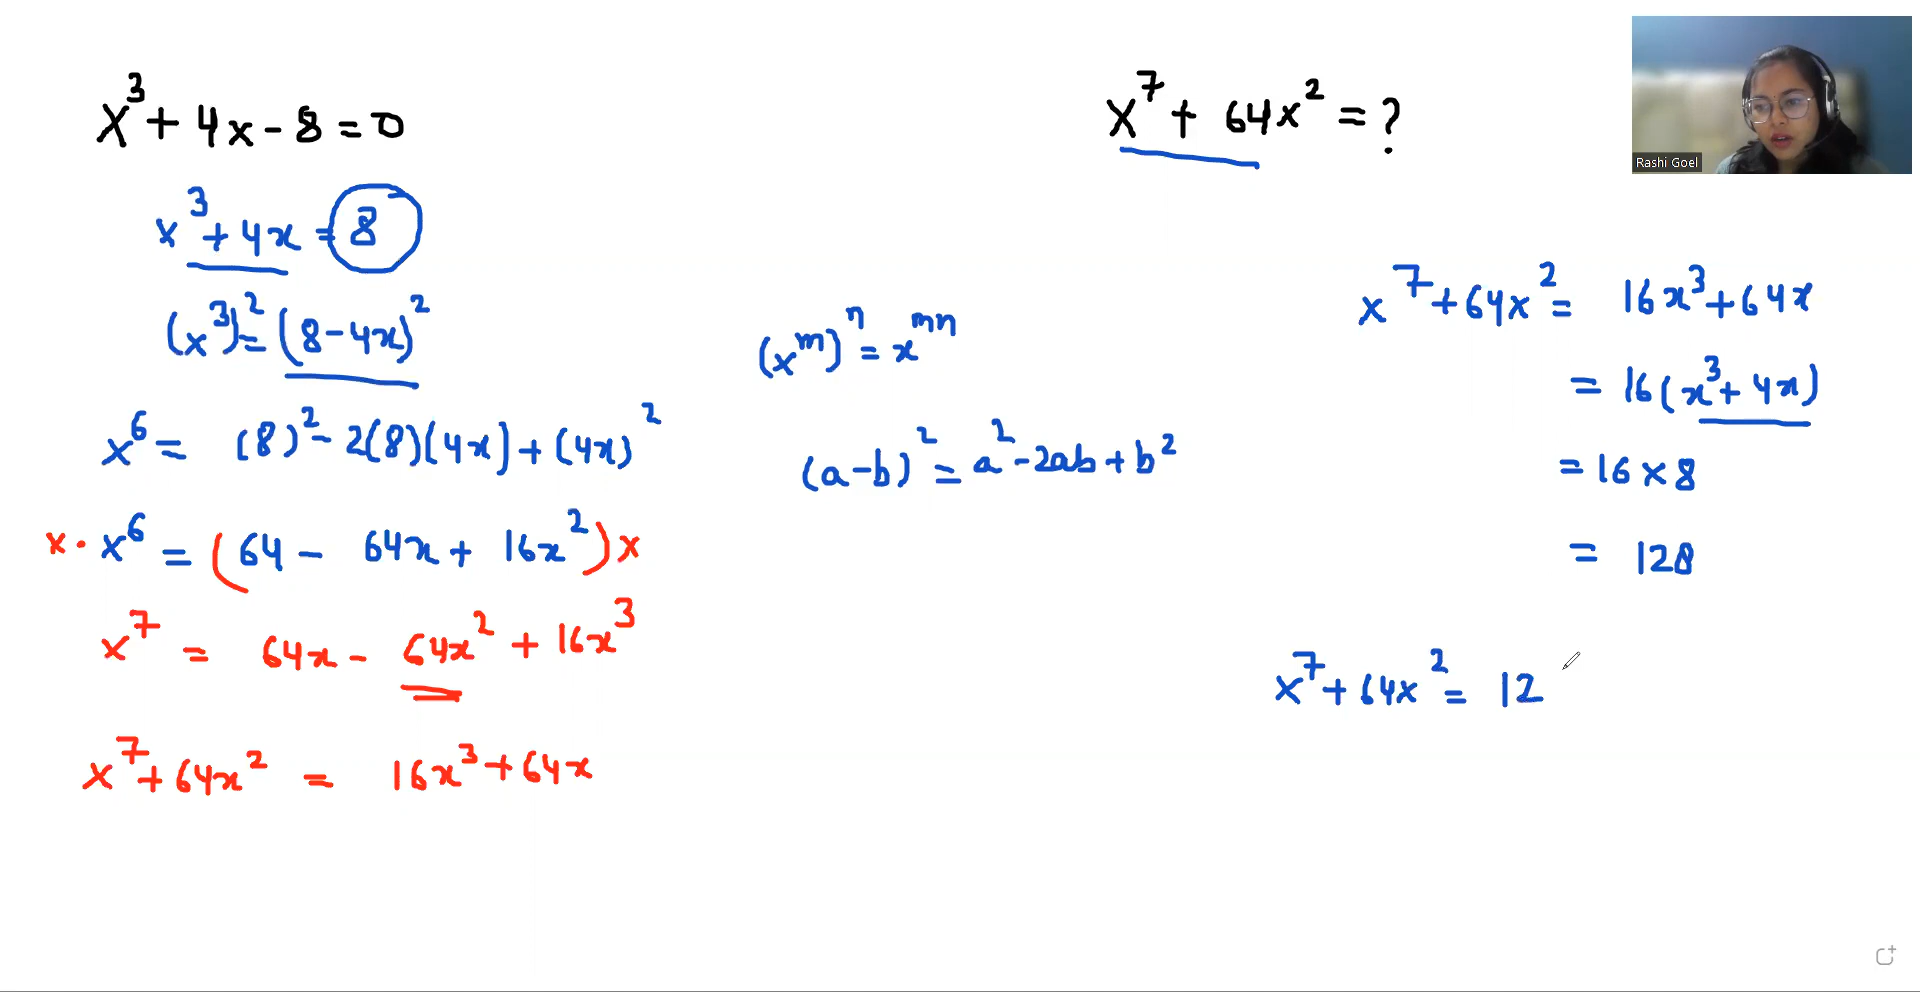 x³ + 4x - 8 = 0
x³ + 4x = 8
(x³)² = (8 - 4x)²
x⁶ = (8)² - 2(8)(4x) + (4x)²
x · x⁶ = (64 - 64x + 16x²) x
x⁷ = 64x - 64x² + 16x³
x⁷ + 64x² = 16x³ + 64x
(xᵐ)ⁿ = xᵐⁿ
(a - b)² = a² - 2ab + b²
x⁷ + 64x² = ?
x⁷ + 64x² = 16x³ + 64x
= 16(x³ + 4x)
= 16 × 8
= 128
x⁷ + 64x² = 12
Rashi Goel